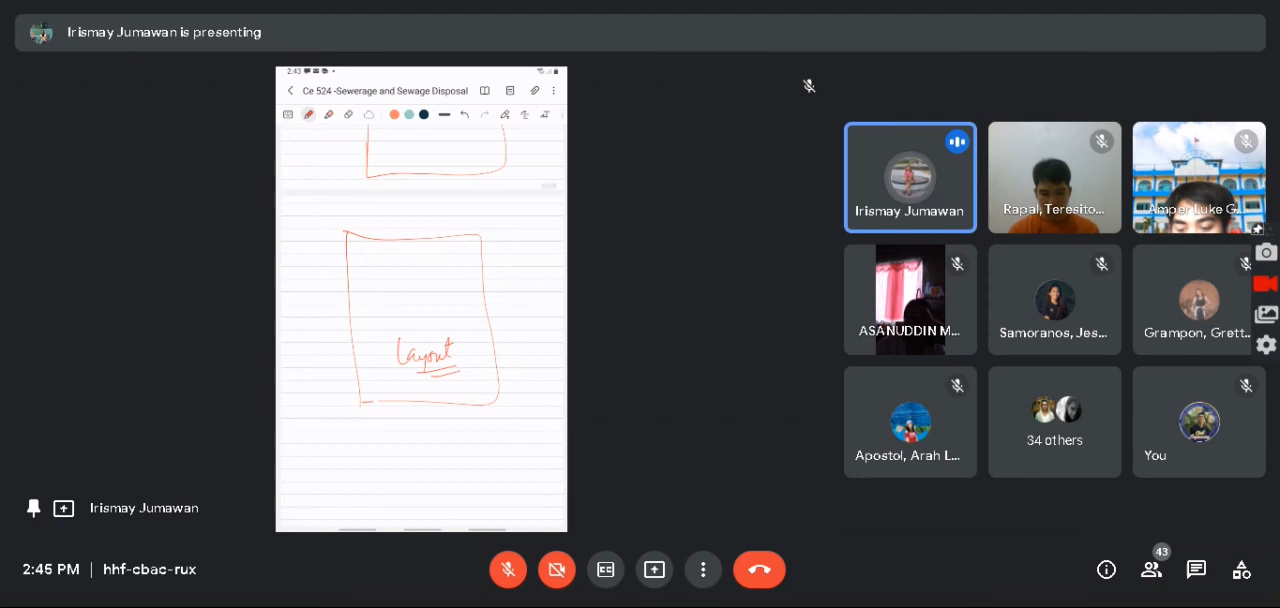 Irismay Jumawan is presenting
2:43
Ce 524 -Sewerage and Sewage Disposal
Layout
Irismay Jumawan
Rapal, Teresito...
Amper Luke G...
ASANUDDIN M...
Samoranos, Jes...
Grampon, Grett...
Apostol, Arah L...
34 others
You
Irismay Jumawan
2:45 PM | hhf-cbac-rux
43